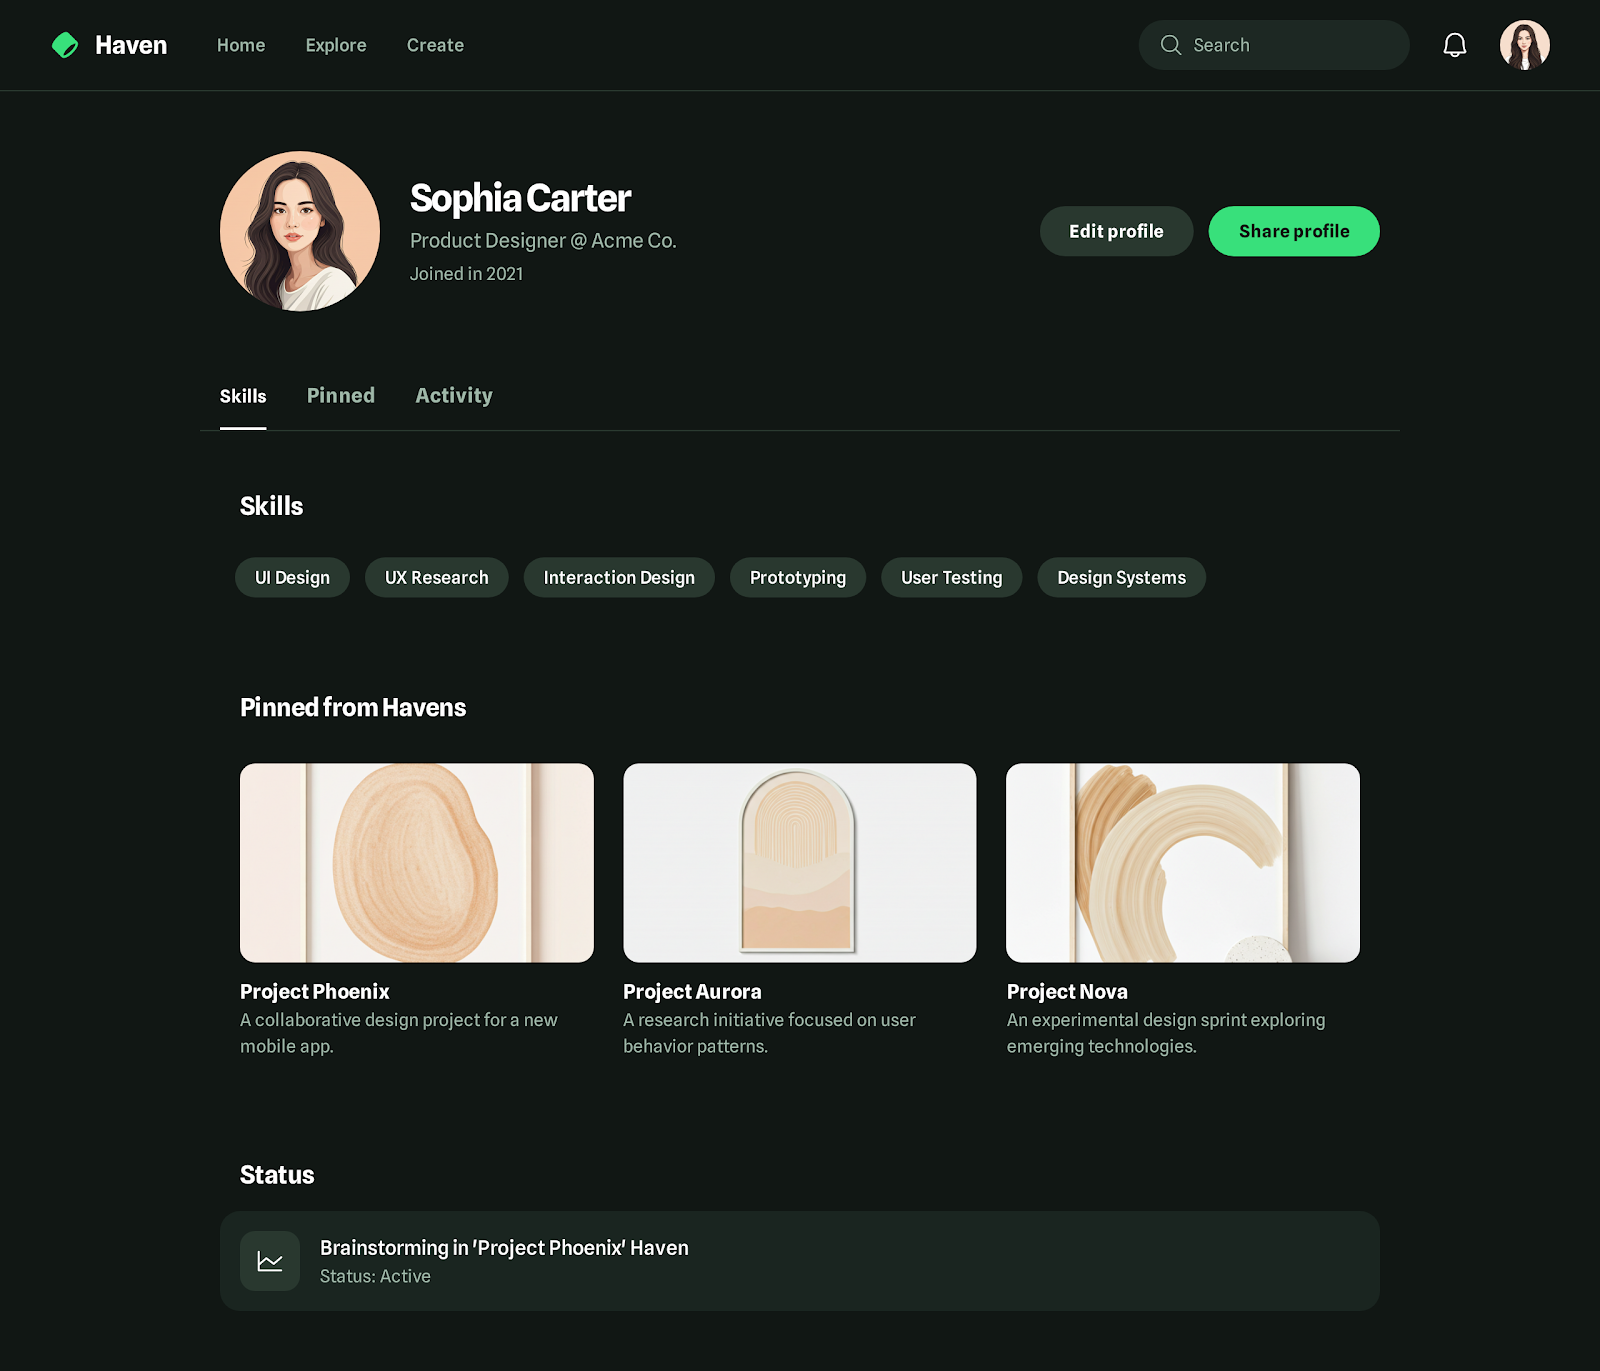 Haven
Home
Explore
Create
Search
Sophia Carter
Product Designer @ Acme Co.
Joined in 2021
Edit profile
Share profile
Skills
Pinned
Activity
Skills
UI Design
UX Research
Interaction Design
Prototyping
User Testing
Design Systems
Pinned from Havens
Project Phoenix
A collaborative design project for a new
mobile app.
Project Aurora
A research initiative focused on user
behavior patterns.
Project Nova
An experimental design sprint exploring
emerging technologies.
Status
Brainstorming in 'Project Phoenix' Haven
Status: Active